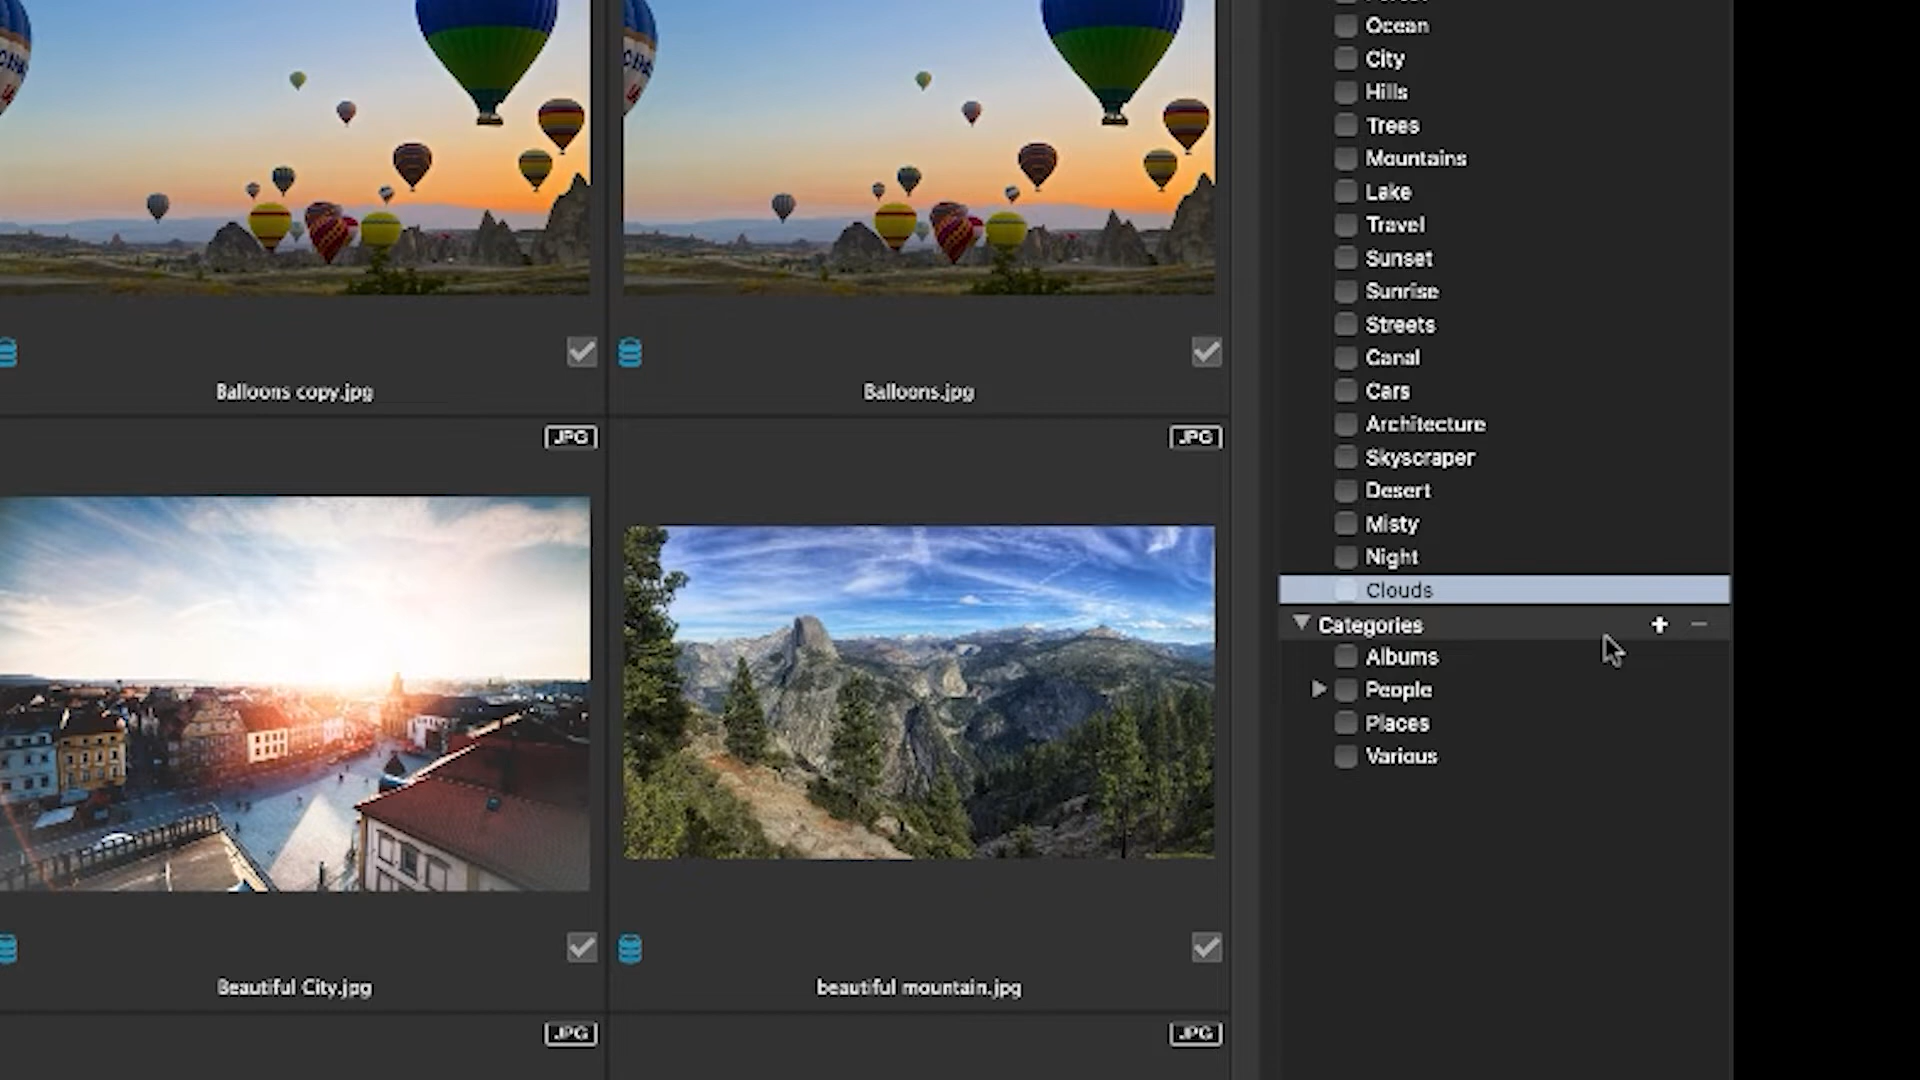 Balloons copy.jpg
Balloons.jpg
JPG
JPG
Beautiful City.jpg
beautiful mountain.jpg
JPG
JPG
Ocean
City
Hills
Trees
Mountains
Lake
Travel
Sunset
Sunrise
Streets
Canal
Cars
Architecture
Skyscraper
Desert
Misty
Night
Clouds
Categories
Albums
People
Places
Various